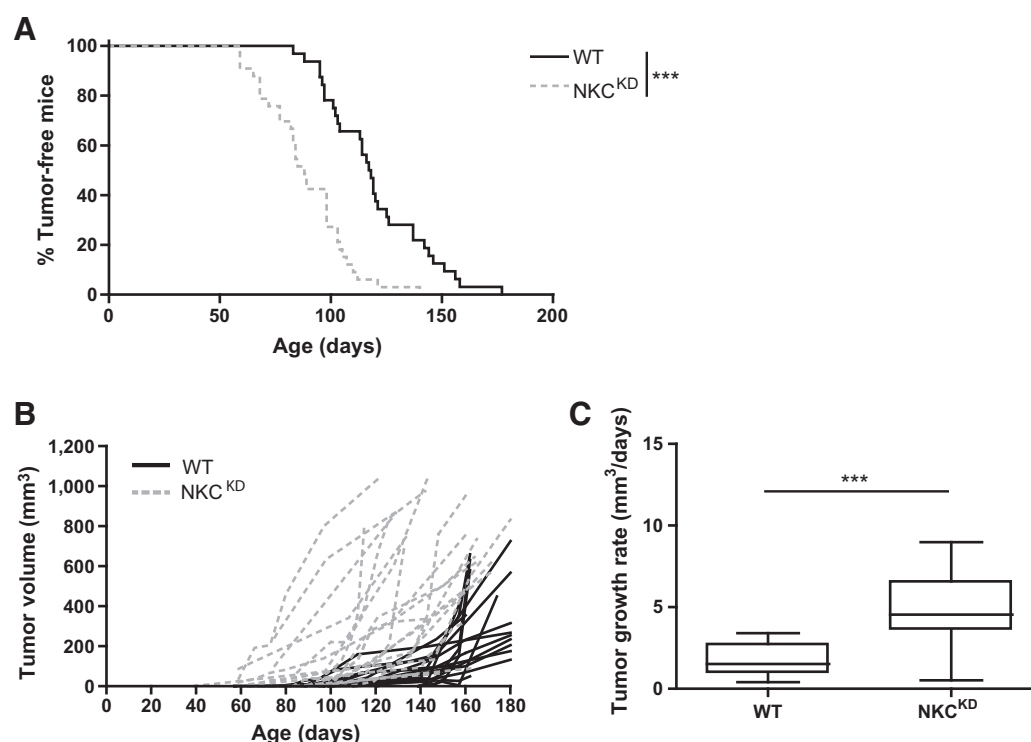 A
% Tumor-free mice
100
80
60
40
20
0
0 50 100 150 200
Age (days)
WT
NKC^KD
***
B
Tumor volume (mm³)
1,200
1,000
800
600
400
200
0
0 20 40 60 80 100 120 140 160 180
Age (days)
WT
NKC^KD
C
Tumor growth rate (mm³/days)
15
10
5
0
***
WT NKC^KD